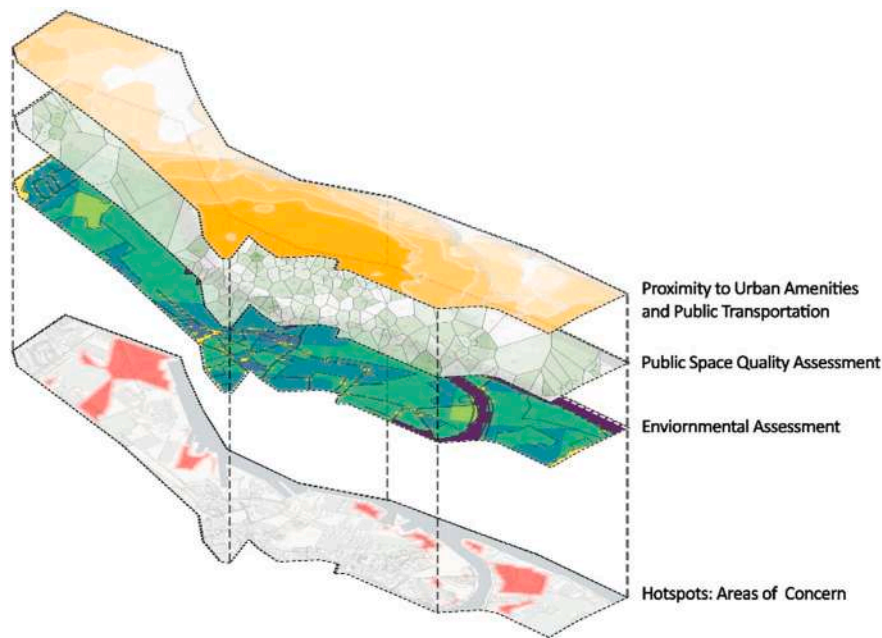 Proximity to Urban Amenities
and Public Transportation
Public Space Quality Assessment
Enviornmental Assessment
Hotspots: Areas of Concern